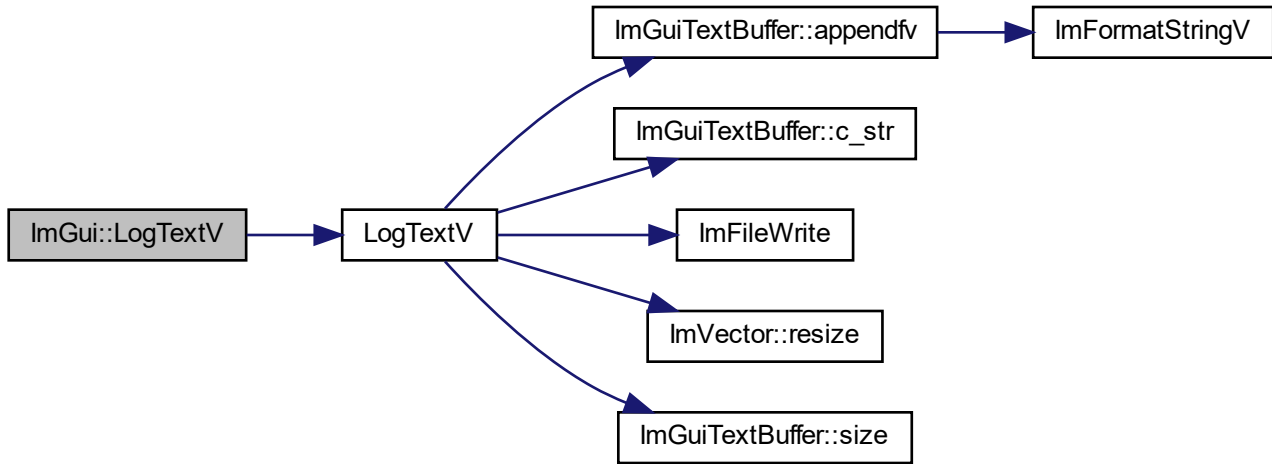 ImGuiTextBuffer::appendfv
ImFormatStringV
ImGuiTextBuffer::c_str
ImGui::LogTextV
LogTextV
ImFileWrite
ImVector::resize
ImGuiTextBuffer::size